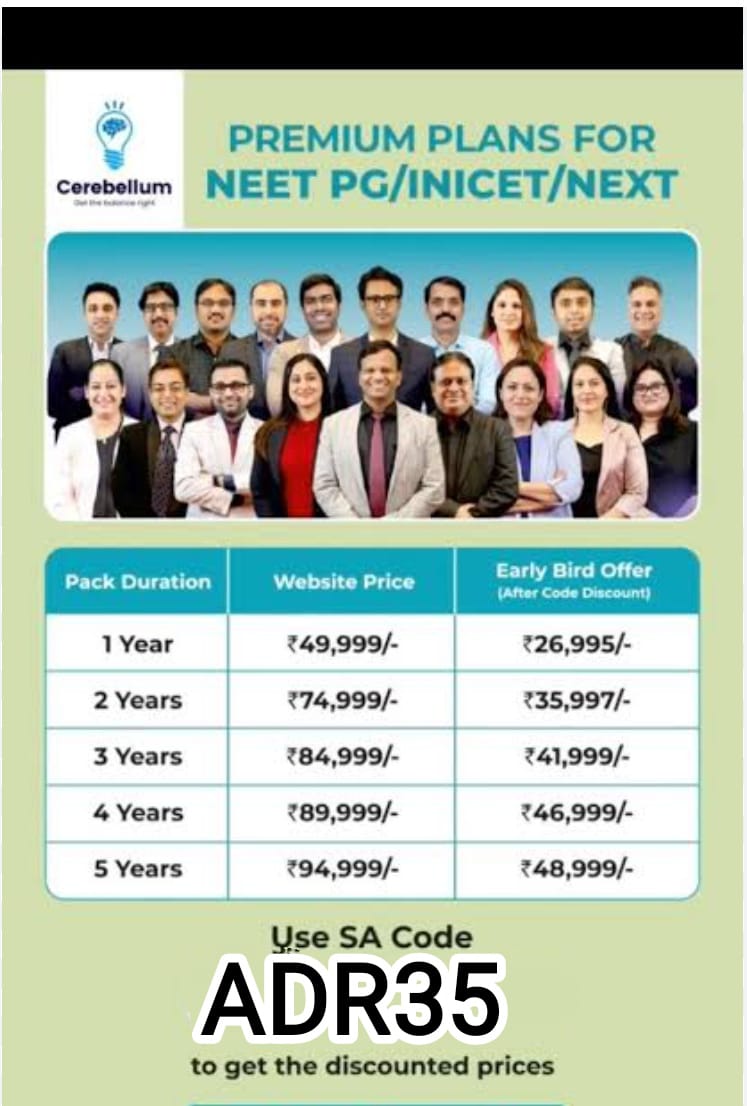 Cerebellum
Get the balance right
PREMIUM PLANS FOR
NEET PG/INICET/NEXT
Pack Duration Website Price Early Bird Offer
(After Code Discount)
1 Year ₹49,999/- ₹26,995/-
2 Years ₹74,999/- ₹35,997/-
3 Years ₹84,999/- ₹41,999/-
4 Years ₹89,999/- ₹46,999/-
5 Years ₹94,999/- ₹48,999/-
Use SA Code
ADR35
to get the discounted prices